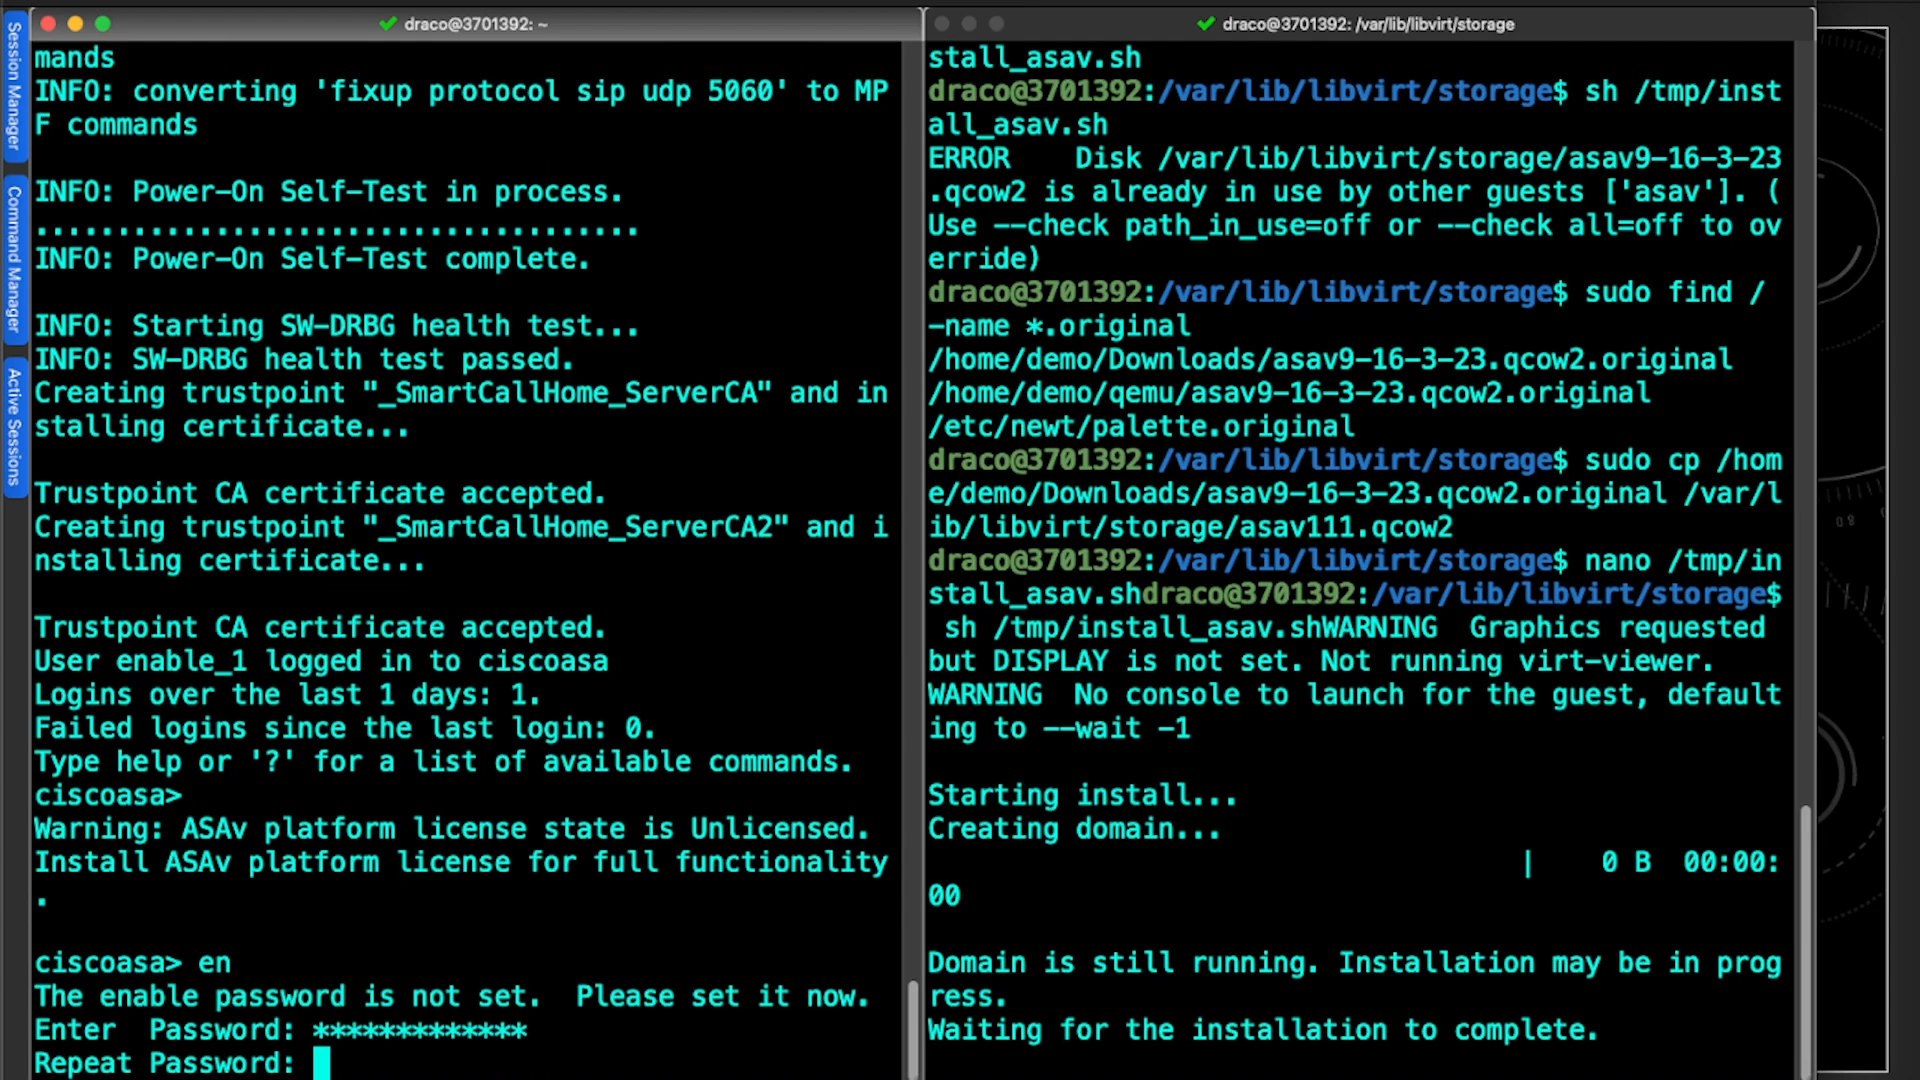 Session Manager
Command Manager
Active Sessions
draco@3701392: ~
mands
INFO: converting 'fixup protocol sip udp 5060' to MP
F commands
INFO: Power-On Self-Test in process.
.....................................
INFO: Power-On Self-Test complete.
INFO: Starting SW-DRBG health test...
INFO: SW-DRBG health test passed.
Creating trustpoint "_SmartCallHome_ServerCA" and in
stalling certificate...
Trustpoint CA certificate accepted.
Creating trustpoint "_SmartCallHome_ServerCA2" and i
nstalling certificate...
Trustpoint CA certificate accepted.
User enable_1 logged in to ciscoasa
Logins over the last 1 days: 1.
Failed logins since the last login: 0.
Type help or '?' for a list of available commands.
ciscoasa>
Warning: ASAv platform license state is Unlicensed.
Install ASAv platform license for full functionality
.
ciscoasa> en
The enable password is not set.  Please set it now.
Enter  Password: *************
Repeat Password:
draco@3701392: /var/lib/libvirt/storage
stall_asav.sh
draco@3701392:/var/lib/libvirt/storage$ sh /tmp/inst
all_asav.sh
ERROR    Disk /var/lib/libvirt/storage/asav9-16-3-23
.qcow2 is already in use by other guests ['asav']. (
Use --check path_in_use=off or --check all=off to ov
erride)
draco@3701392:/var/lib/libvirt/storage$ sudo find /
-name *.original
/home/demo/Downloads/asav9-16-3-23.qcow2.original
/home/demo/qemu/asav9-16-3-23.qcow2.original
/etc/newt/palette.original
draco@3701392:/var/lib/libvirt/storage$ sudo cp /hom
e/demo/Downloads/asav9-16-3-23.qcow2.original /var/l
ib/libvirt/storage/asav111.qcow2
draco@3701392:/var/lib/libvirt/storage$ nano /tmp/in
stall_asav.shdraco@3701392:/var/lib/libvirt/storage$
 sh /tmp/install_asav.shWARNING  Graphics requested
but DISPLAY is not set. Not running virt-viewer.
WARNING  No console to launch for the guest, default
ing to --wait -1
Starting install...
Creating domain...
|    0 B  00:00:
00
Domain is still running. Installation may be in prog
ress.
Waiting for the installation to complete.